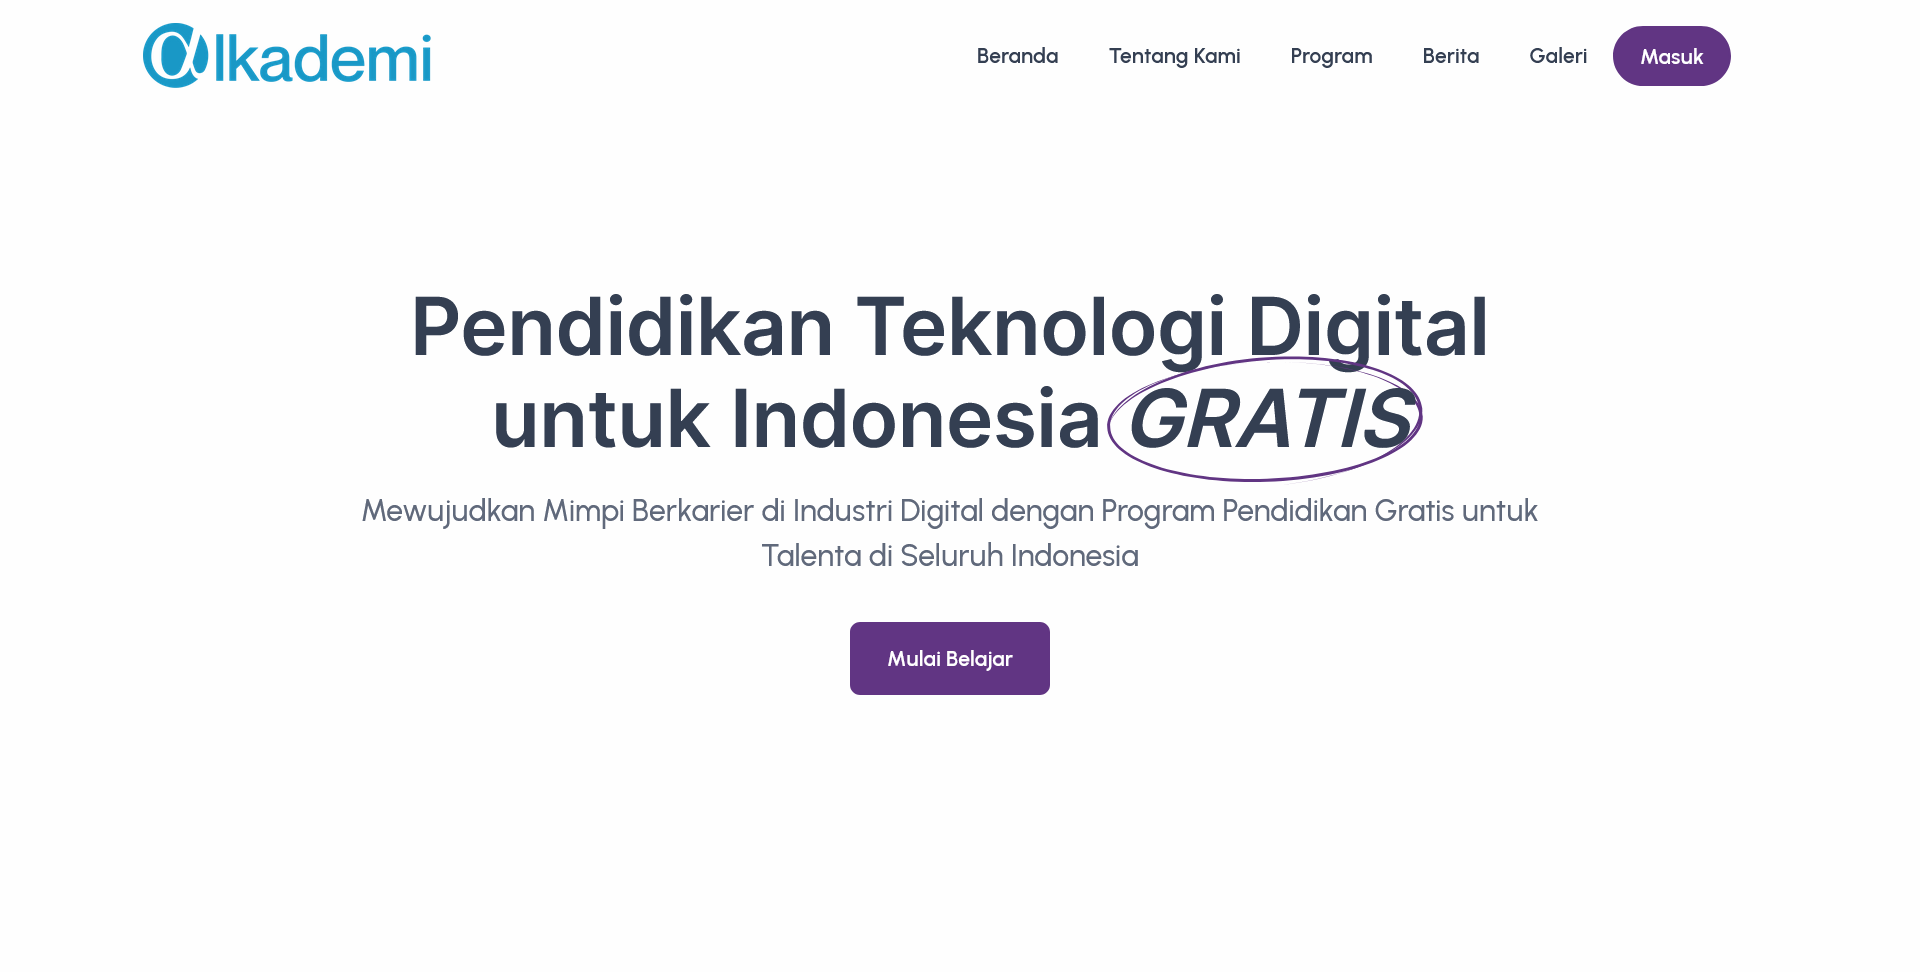 alkademi
Beranda Tentang Kami Program Berita Galeri Masuk
Pendidikan Teknologi Digital
untuk Indonesia GRATIS
Mewujudkan Mimpi Berkarier di Industri Digital dengan Program Pendidikan Gratis untuk
Talenta di Seluruh Indonesia
Mulai Belajar